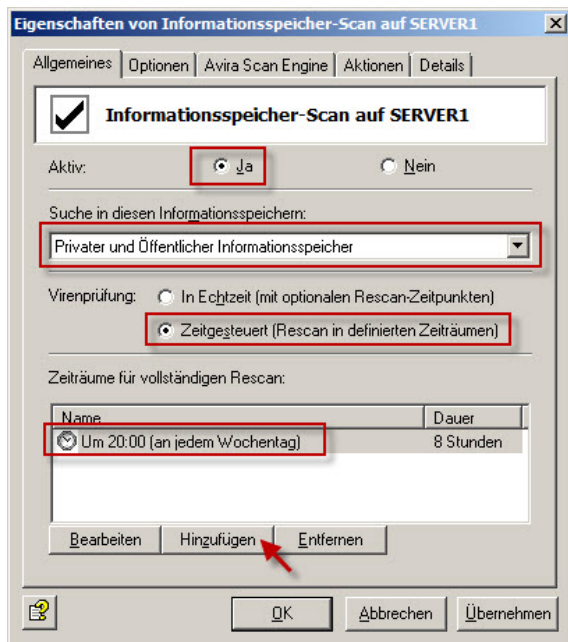 Eigenschaften von Informationsspeicher-Scan auf SERVER1
Allgemeines Optionen Avira Scan Engine Aktionen Details
Informationsspeicher-Scan auf SERVER1
Aktiv: Ja Nein
Suche in diesen Informationsspeichern:
Privater und Öffentlicher Informationsspeicher
Virenprüfung: In Echtzeit (mit optionalen Rescan-Zeitpunkten)
Zeitgesteuert (Rescan in definierten Zeiträumen)
Zeiträume für vollständigen Rescan:
Name Dauer
Um 20:00 (an jedem Wochentag) 8 Stunden
Bearbeiten Hinzufügen Entfernen
OK Abbrechen Übernehmen